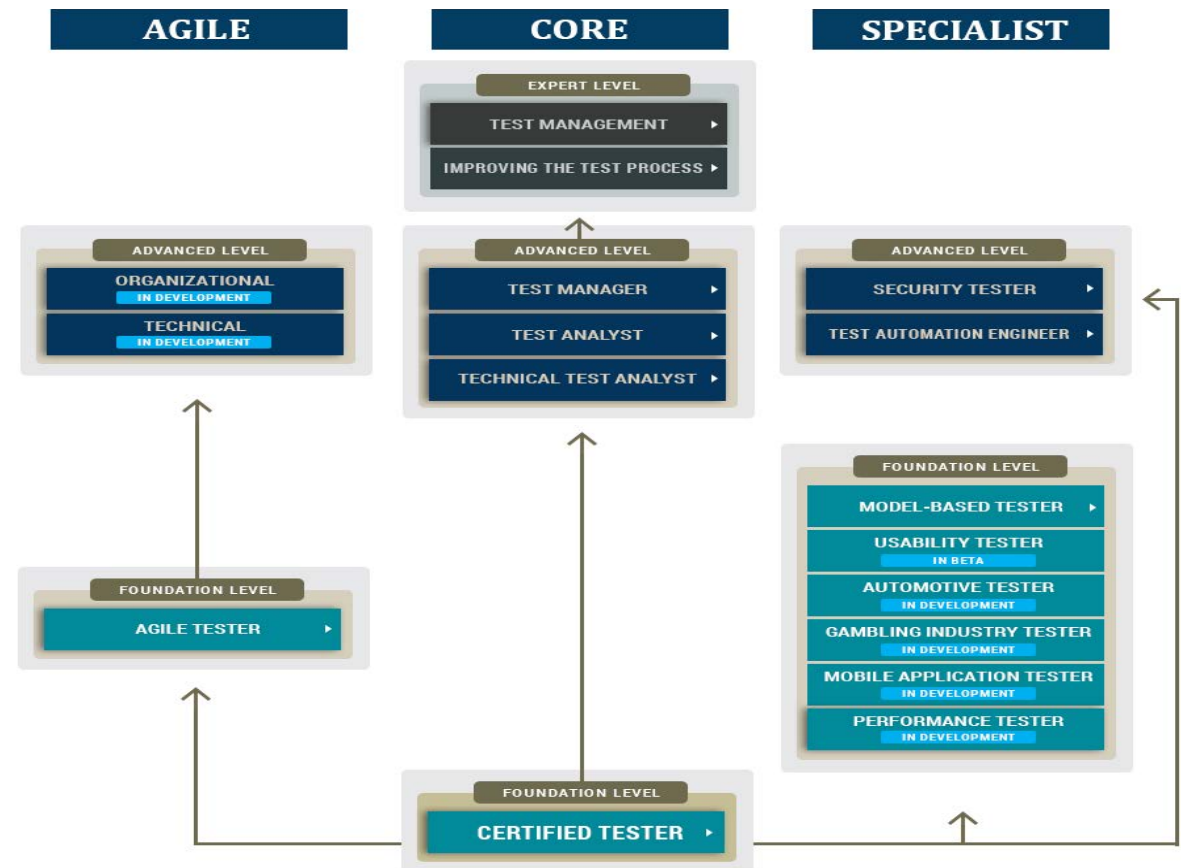 AGILE
CORE
SPECIALIST
EXPERT LEVEL
TEST MANAGEMENT
IMPROVING THE TEST PROCESS
ADVANCED LEVEL
ORGANIZATIONAL
IN DEVELOPMENT
TECHNICAL
IN DEVELOPMENT
ADVANCED LEVEL
TEST MANAGER
TEST ANALYST
TECHNICAL TEST ANALYST
ADVANCED LEVEL
SECURITY TESTER
TEST AUTOMATION ENGINEER
FOUNDATION LEVEL
MODEL-BASED TESTER
USABILITY TESTER
IN BETA
AUTOMOTIVE TESTER
IN DEVELOPMENT
GAMBLING INDUSTRY TESTER
IN DEVELOPMENT
MOBILE APPLICATION TESTER
IN DEVELOPMENT
PERFORMANCE TESTER
IN DEVELOPMENT
FOUNDATION LEVEL
AGILE TESTER
FOUNDATION LEVEL
CERTIFIED TESTER